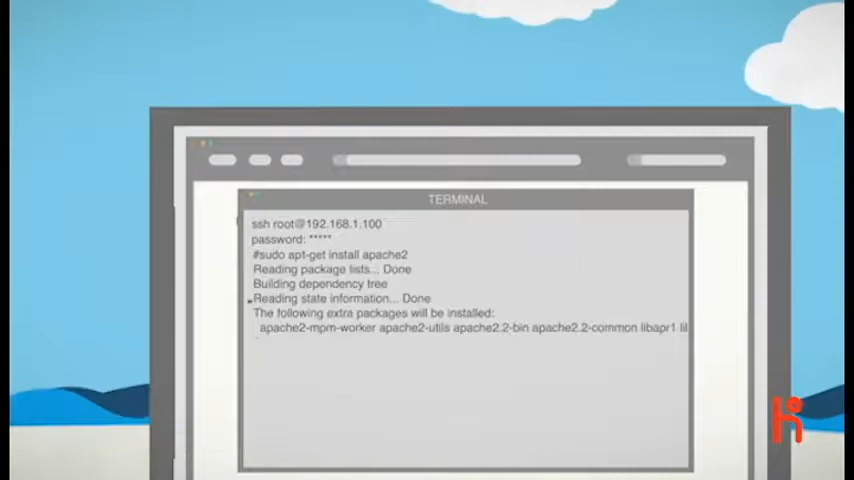 TERMINAL
ssh root@192.168.1.100
password: *****
#sudo apt-get install apache2
Reading package lists... Done
Building dependency tree
Reading state information... Done
The following extra packages will be installed:
apache2-mpm-worker apache2-utils apache2.2-bin apache2.2-common libapr1 lil